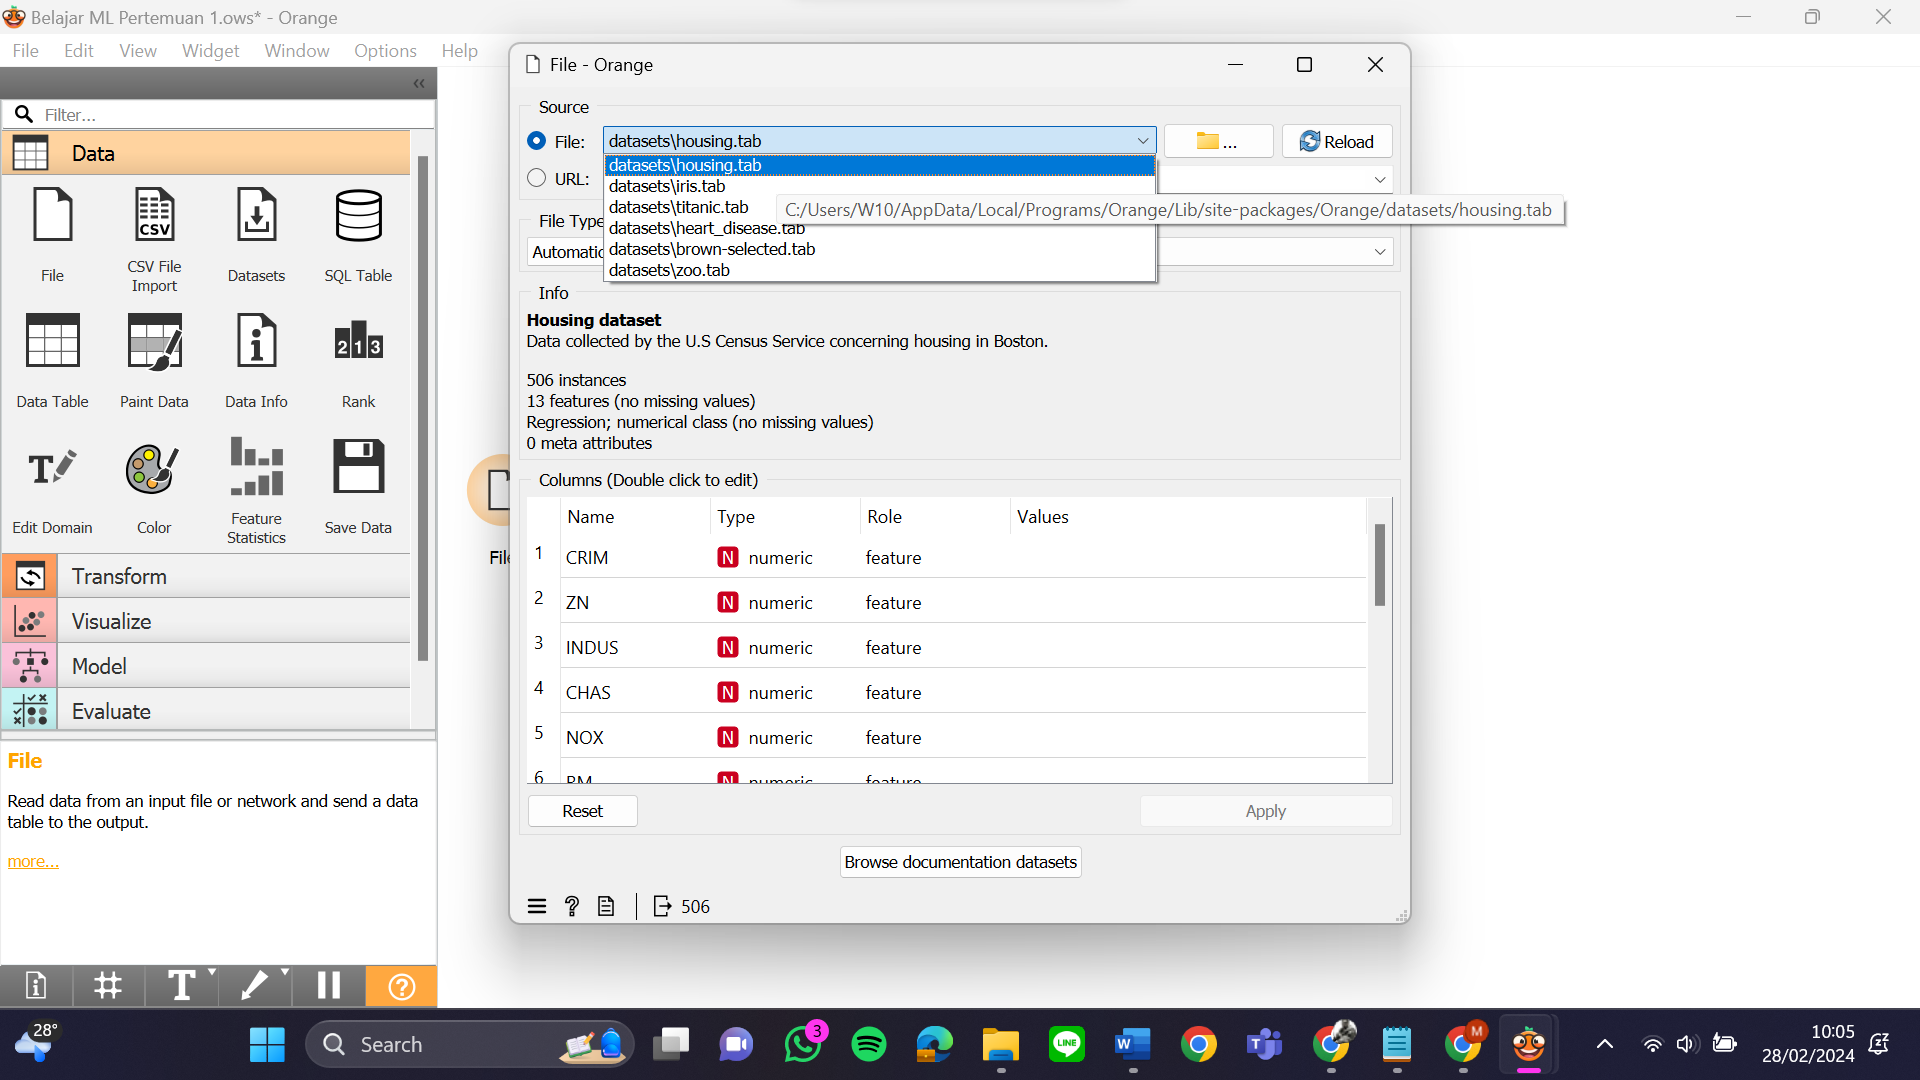 Belajar ML Pertemuan 1.ows* - Orange
File Edit View Widget Window Options Help
Filter...
Data
File
CSV
CSV File Import
Datasets
SQL Table
Data Table
Paint Data
Data Info
213
Rank
Edit Domain
Color
Feature Statistics
Save Data
Transform
Visualize
Model
Evaluate
File
Read data from an input file or network and send a data
table to the output.
more...
File - Orange
Source
File: datasets\housing.tab ... Reload
datasets\housing.tab
URL:
datasets\iris.tab
datasets\titanic.tab
C:/Users/W10/AppData/Local/Programs/Orange/Lib/site-packages/Orange/datasets/housing.tab
File Type
datasets\heart_disease.tab
datasets\brown-selected.tab
datasets\zoo.tab
Info
Housing dataset
Data collected by the U.S Census Service concerning housing in Boston.
506 instances
13 features (no missing values)
Regression; numerical class (no missing values)
0 meta attributes
Columns (Double click to edit)
Name Type Role Values
1 CRIM N numeric feature
2 ZN N numeric feature
3 INDUS N numeric feature
4 CHAS N numeric feature
5 NOX N numeric feature
6 RM N numeric feature
Reset Apply
Browse documentation datasets
506
28°
Search
3
LINE
W
T
M
10:05
28/02/2024